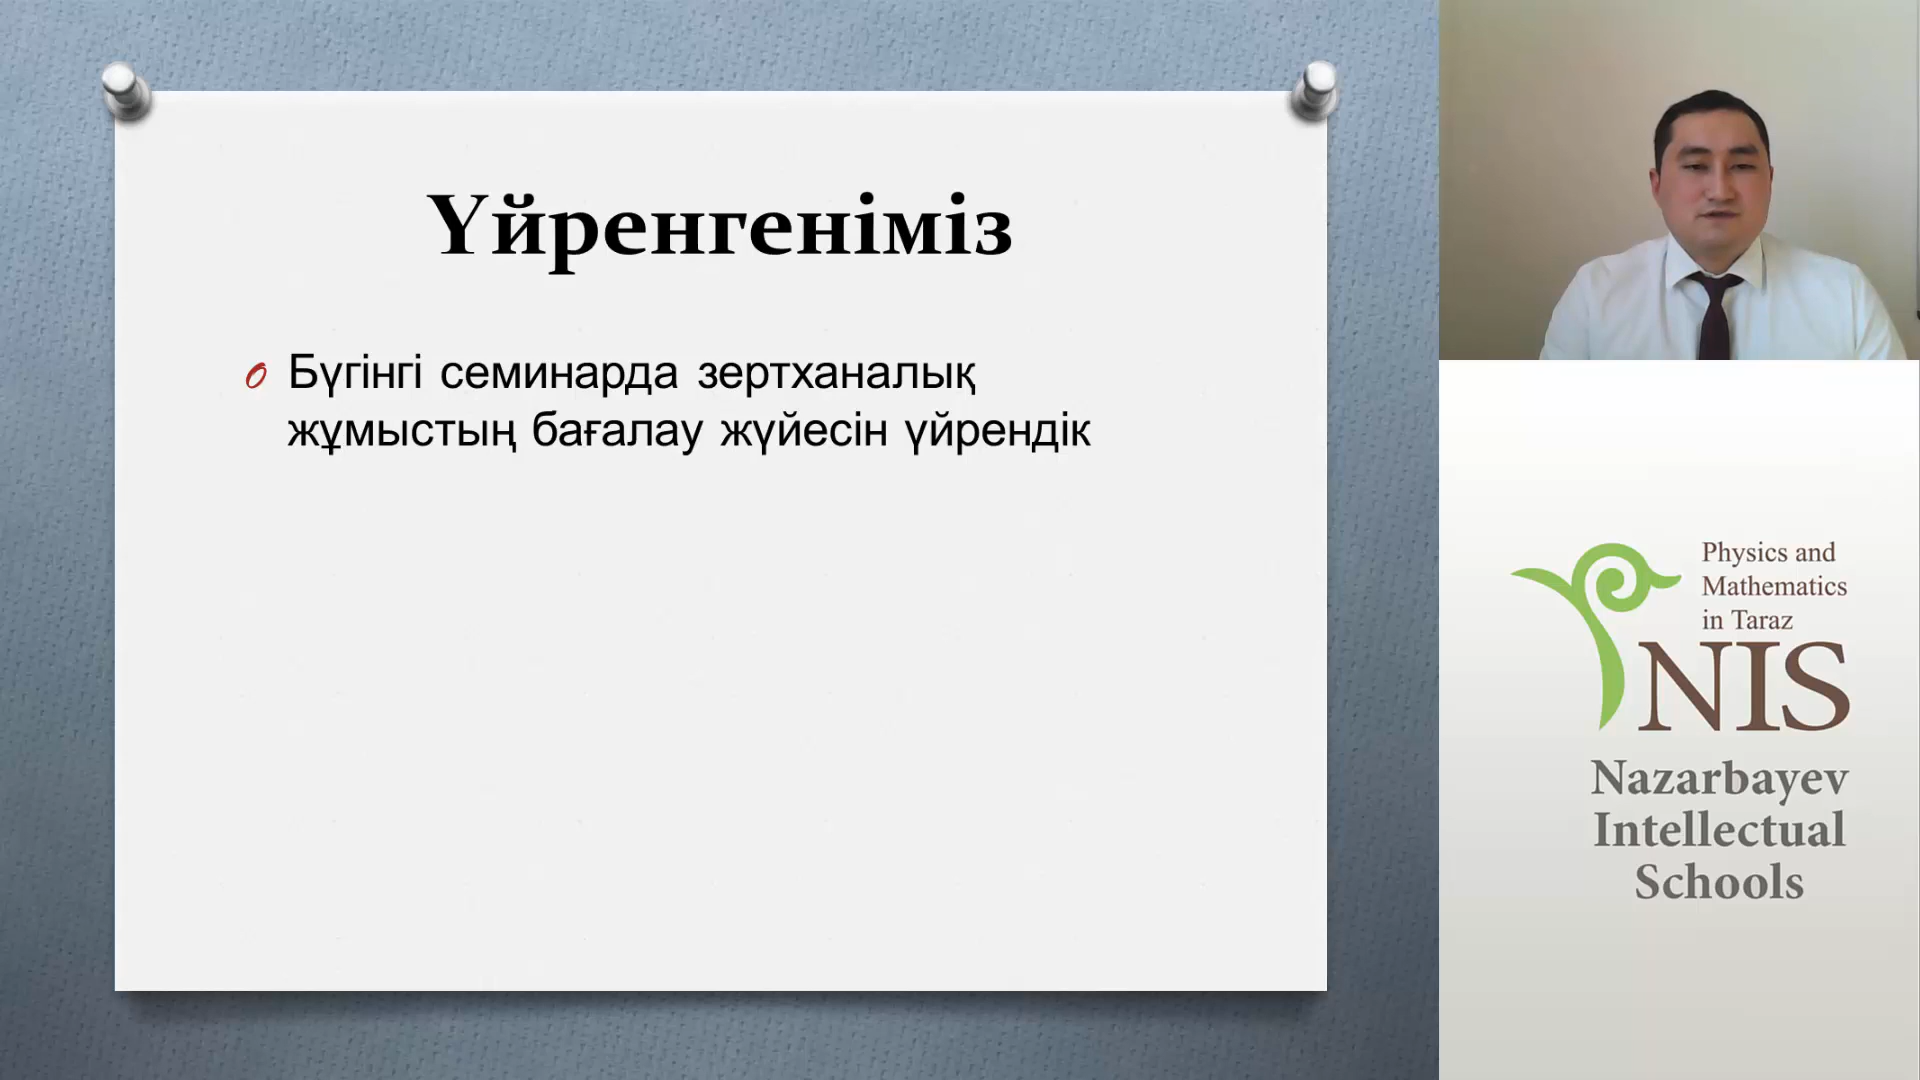 Үйренгеніміз
Бүгінгі семинарда зертханалық
жұмыстың бағалау жүйесін үйрендік
Physics and
Mathematics
in Taraz
NIS
Nazarbayev
Intellectual
Schools